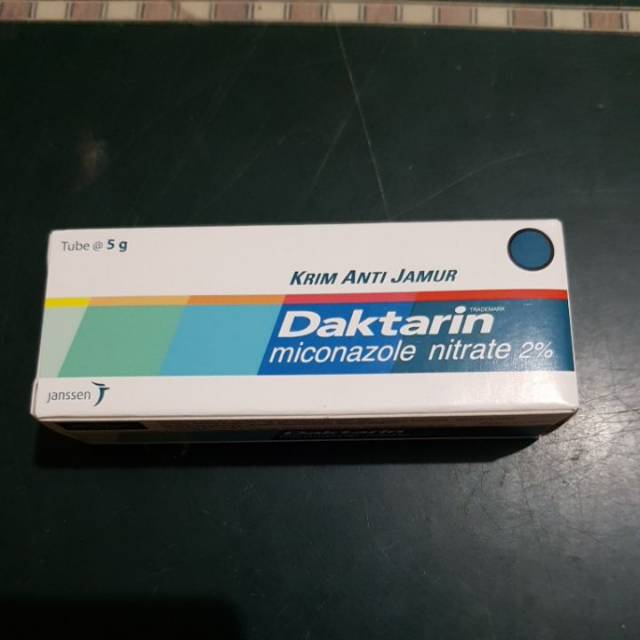 Tube @ 5 g
KRIM ANTI JAMUR
Daktarin TRADEMARK
miconazole nitrate 2%
janssen